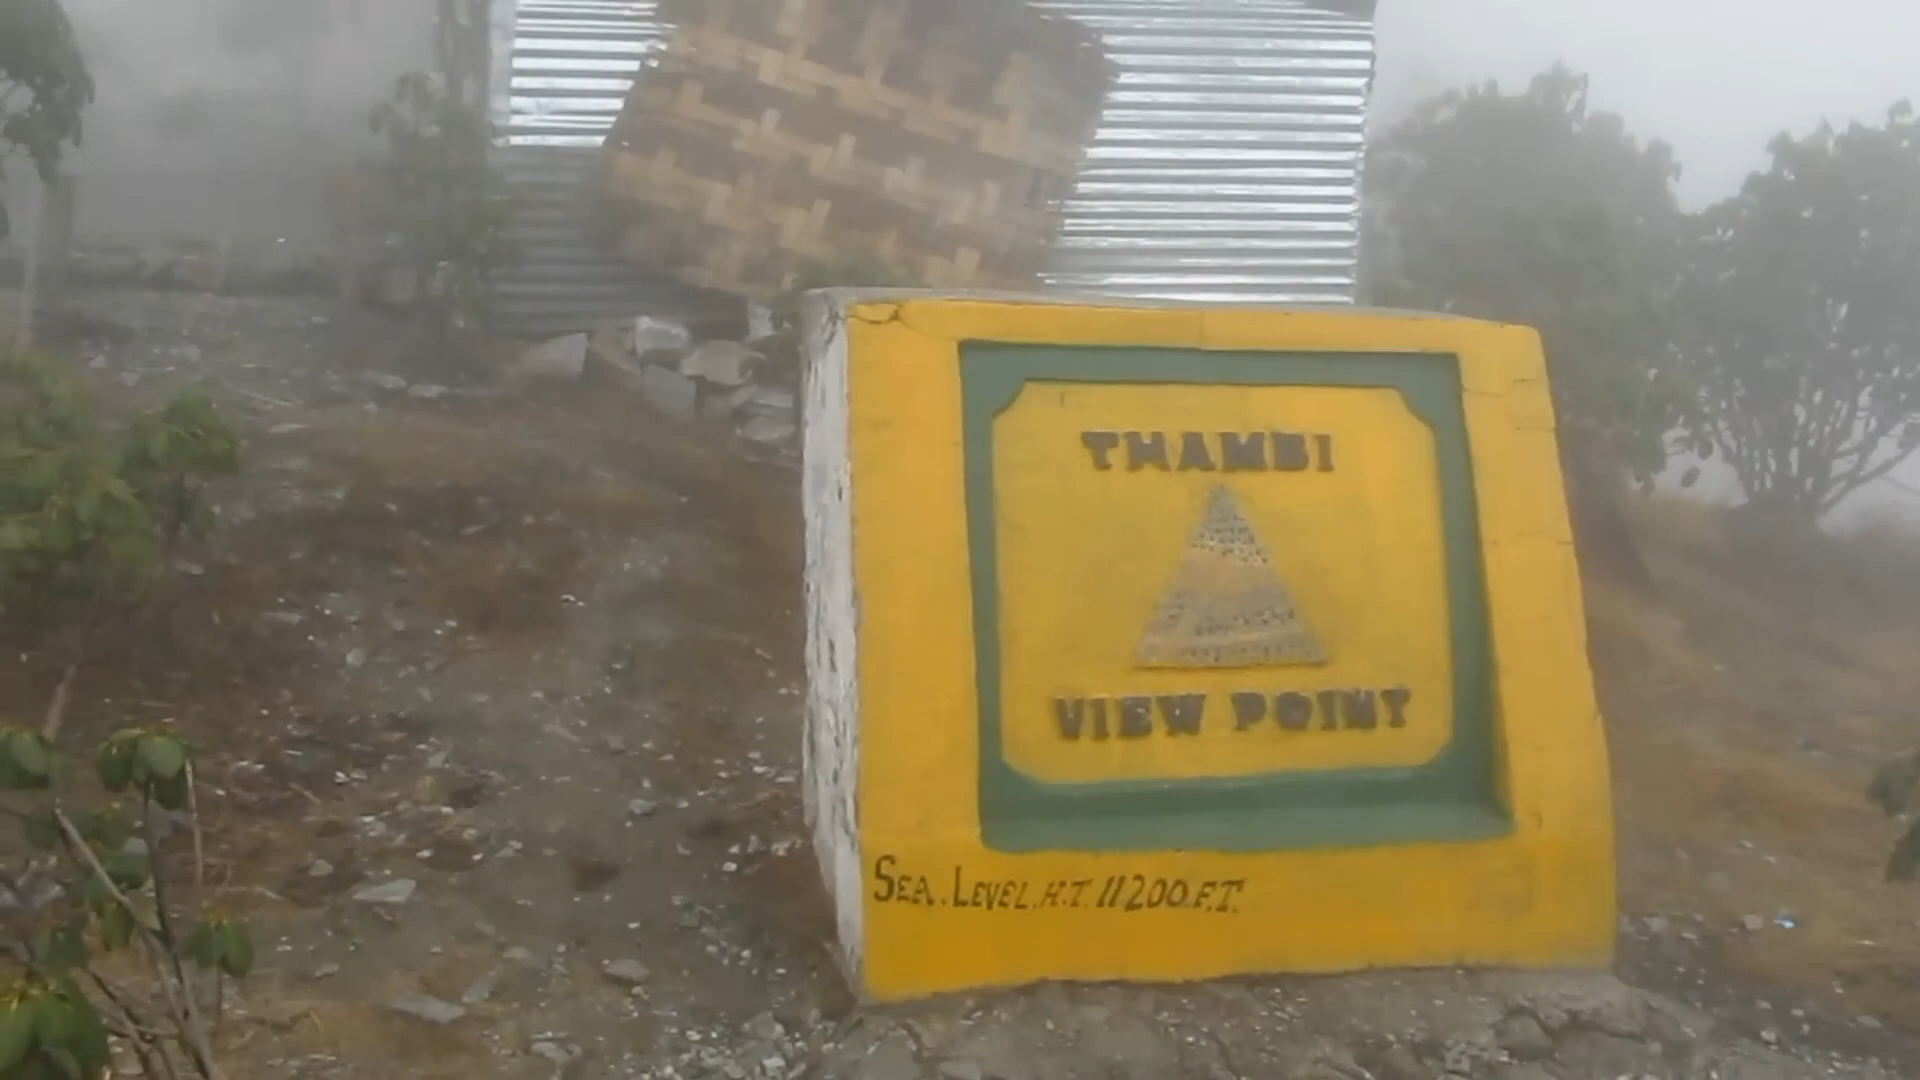 THAMBI
VIEW POINT
SEA. LEVEL. H.T. 11200.F.T.